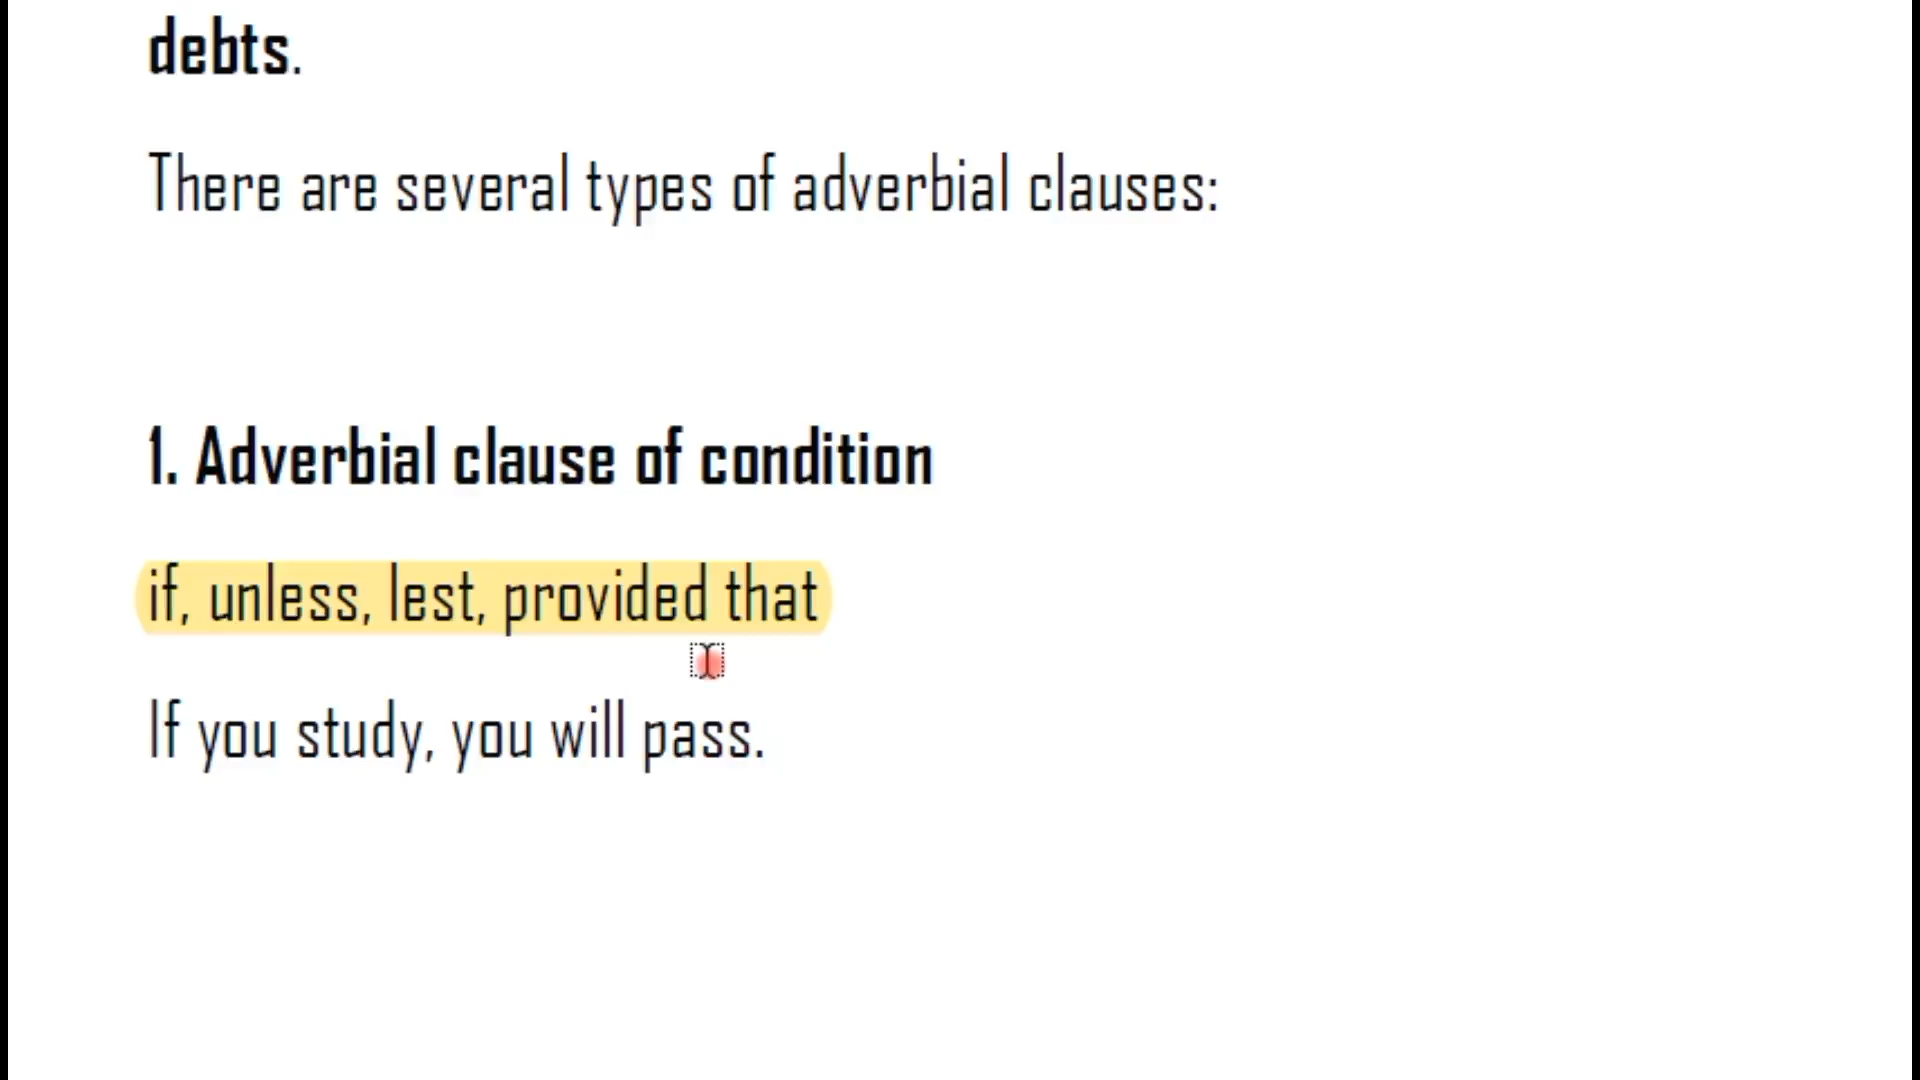 debts.
There are several types of adverbial clauses:
1. Adverbial clause of condition
if, unless, lest, provided that
If you study, you will pass.